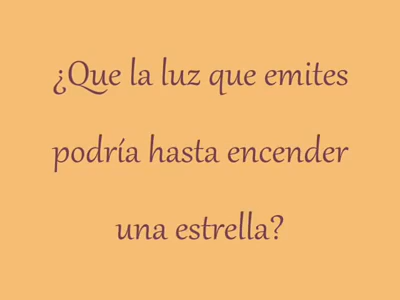 ¿Que la luz que emites
podría hasta encender
una estrella?